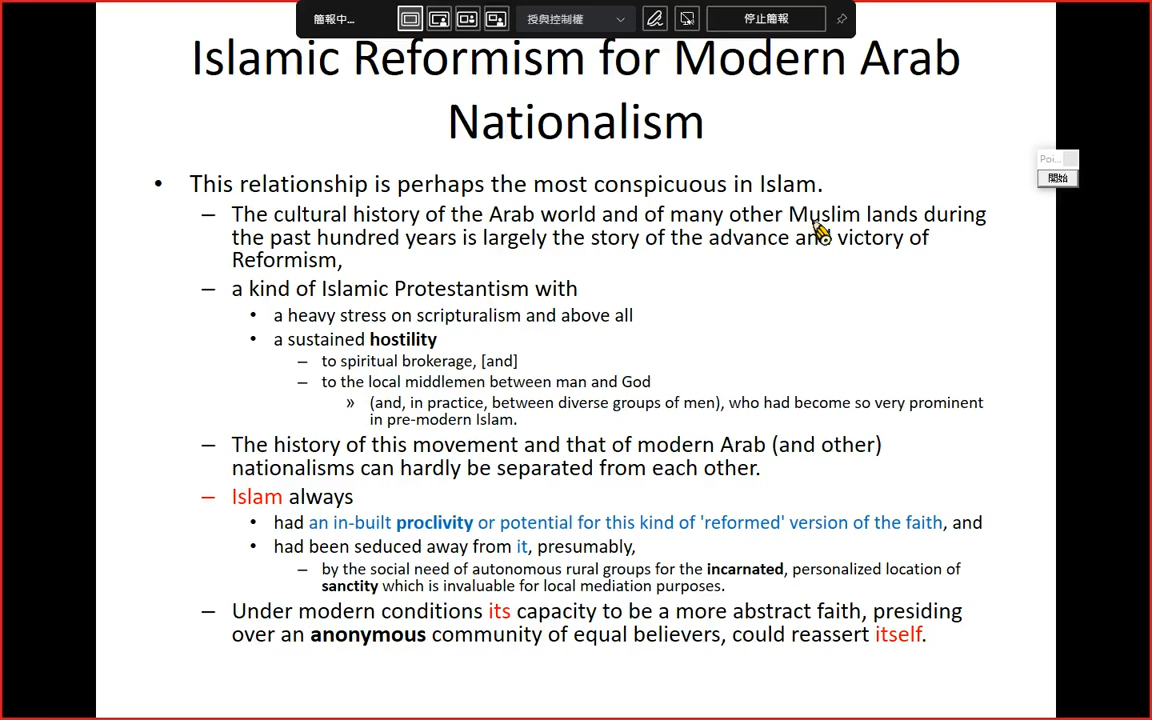 簡報中...
授與控制權
停止簡報
Islamic Reformism for Modern Arab
Nationalism
Poi...
開始
• This relationship is perhaps the most conspicuous in Islam.
– The cultural history of the Arab world and of many other Muslim lands during
the past hundred years is largely the story of the advance and victory of
Reformism,
– a kind of Islamic Protestantism with
• a heavy stress on scripturalism and above all
• a sustained hostility
– to spiritual brokerage, [and]
– to the local middlemen between man and God
» (and, in practice, between diverse groups of men), who had become so very prominent
in pre-modern Islam.
– The history of this movement and that of modern Arab (and other)
nationalisms can hardly be separated from each other.
– Islam always
• had an in-built proclivity or potential for this kind of 'reformed' version of the faith, and
• had been seduced away from it, presumably,
– by the social need of autonomous rural groups for the incarnated, personalized location of
sanctity which is invaluable for local mediation purposes.
– Under modern conditions its capacity to be a more abstract faith, presiding
over an anonymous community of equal believers, could reassert itself.